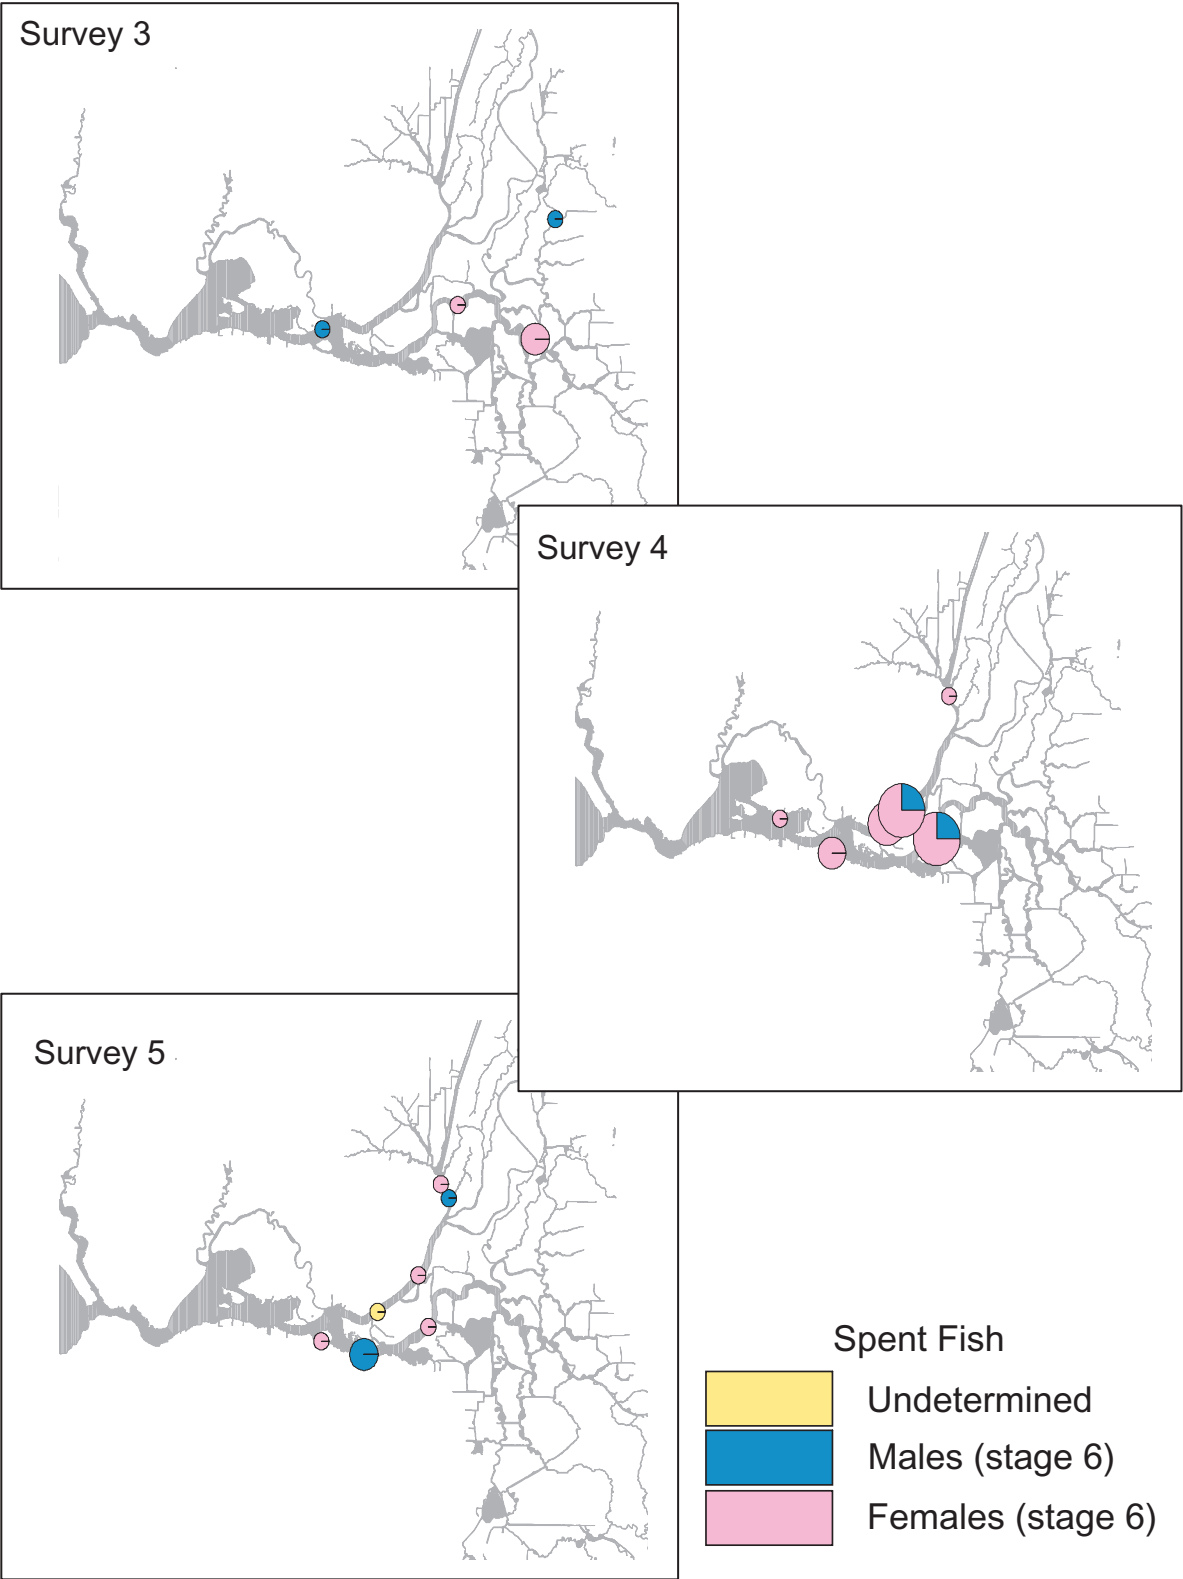 Survey 3
Survey 4
Survey 5
Spent Fish
Undetermined
Males (stage 6)
Females (stage 6)